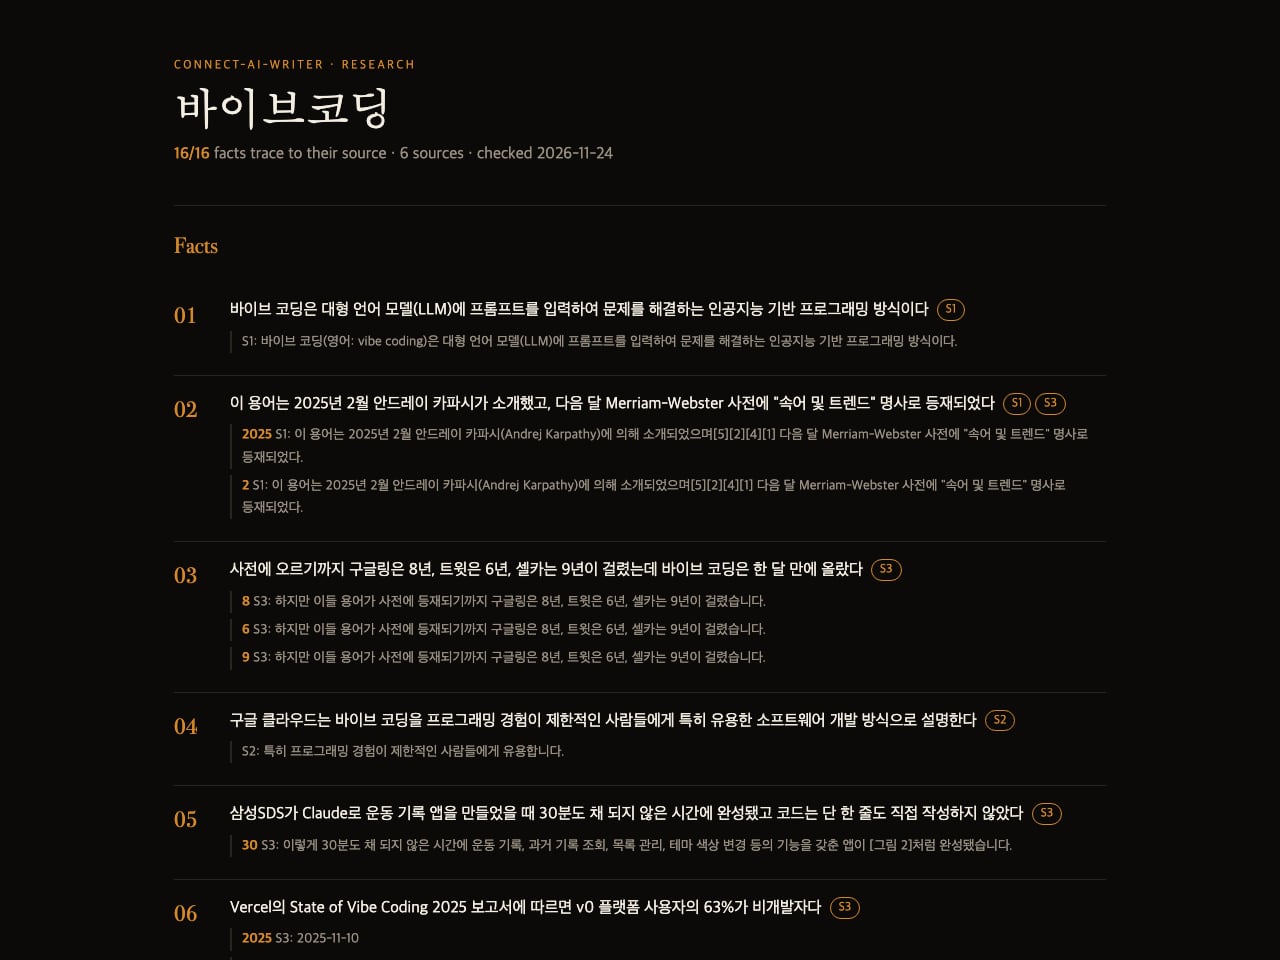 CONNECT-AI-WRITER · RESEARCH
바이브코딩
16/16 facts trace to their source · 6 sources · checked 2026-11-24
Facts
01
바이브 코딩은 대형 언어 모델(LLM)에 프롬프트를 입력하여 문제를 해결하는 인공지능 기반 프로그래밍 방식이다 S1
S1: 바이브 코딩(영어: vibe coding)은 대형 언어 모델(LLM)에 프롬프트를 입력하여 문제를 해결하는 인공지능 기반 프로그래밍 방식이다.
02
이 용어는 2025년 2월 안드레이 카파시가 소개했고, 다음 달 Merriam-Webster 사전에 "속어 및 트렌드" 명사로 등재되었다 S1 S3
2025 S1: 이 용어는 2025년 2월 안드레이 카파시(Andrej Karpathy)에 의해 소개되었으며[5][2][4][1] 다음 달 Merriam-Webster 사전에 "속어 및 트렌드" 명사로
등재되었다.
2 S1: 이 용어는 2025년 2월 안드레이 카파시(Andrej Karpathy)에 의해 소개되었으며[5][2][4][1] 다음 달 Merriam-Webster 사전에 "속어 및 트렌드" 명사로
등재되었다.
03
사전에 오르기까지 구글링은 8년, 트윗은 6년, 셀카는 9년이 걸렸는데 바이브 코딩은 한 달 만에 올랐다 S3
8 S3: 하지만 이들 용어가 사전에 등재되기까지 구글링은 8년, 트윗은 6년, 셀카는 9년이 걸렸습니다.
6 S3: 하지만 이들 용어가 사전에 등재되기까지 구글링은 8년, 트윗은 6년, 셀카는 9년이 걸렸습니다.
9 S3: 하지만 이들 용어가 사전에 등재되기까지 구글링은 8년, 트윗은 6년, 셀카는 9년이 걸렸습니다.
04
구글 클라우드는 바이브 코딩을 프로그래밍 경험이 제한적인 사람들에게 특히 유용한 소프트웨어 개발 방식으로 설명한다 S2
S2: 특히 프로그래밍 경험이 제한적인 사람들에게 유용합니다.
05
삼성SDS가 Claude로 운동 기록 앱을 만들었을 때 30분도 채 되지 않은 시간에 완성됐고 코드는 단 한 줄도 직접 작성하지 않았다 S3
30 S3: 이렇게 30분도 채 되지 않은 시간에 운동 기록, 과거 기록 조회, 목록 관리, 테마 색상 변경 등의 기능을 갖춘 앱이 [그림 2]처럼 완성됐습니다.
06
Vercel의 State of Vibe Coding 2025 보고서에 따르면 v0 플랫폼 사용자의 63%가 비개발자다 S3
2025 S3: 2025-11-10